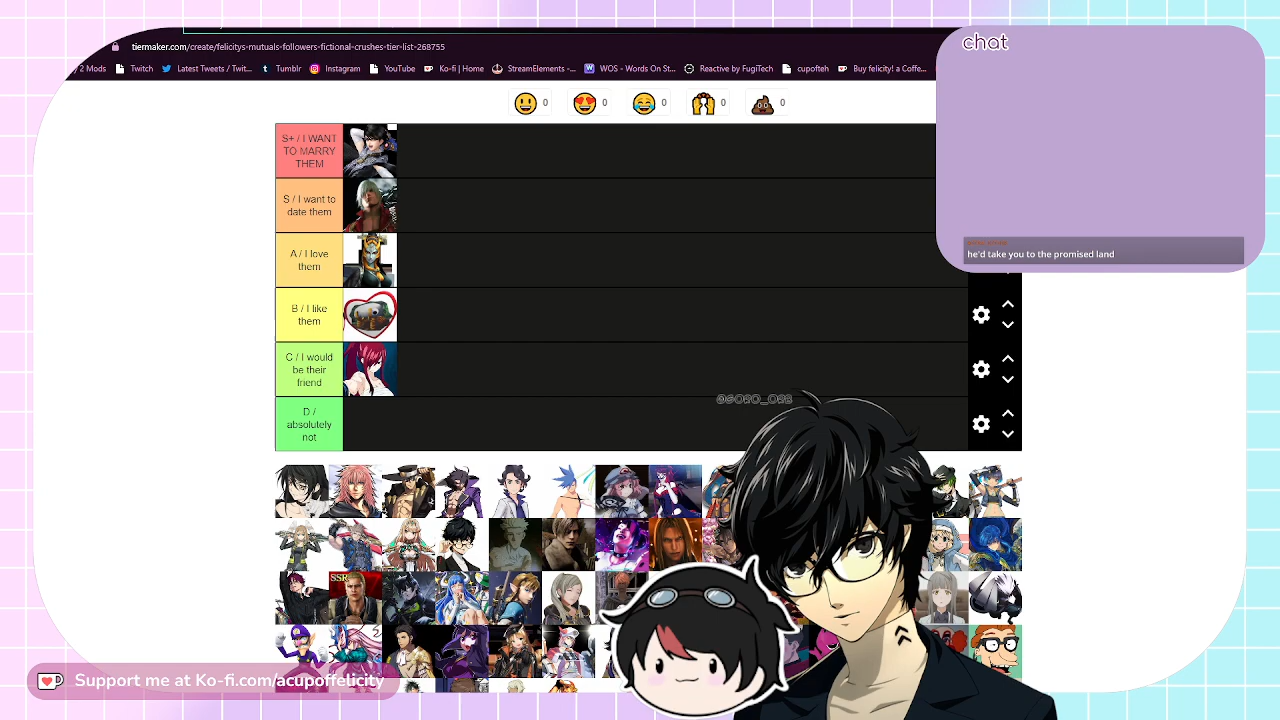 chat
tiermaker.com/create/felicitys-mutuals-followers-fictional-crushes-tier-list-268755
2 Mods Twitch Latest Tweets / Twit... Tumblr Instagram YouTube Ko-fi | Home StreamElements -... WOS - Words On St... Reactive by FugiTech cupofteh Buy felicity! a Coffe...
0 0 0 0 0
S+ / I WANT
TO MARRY
THEM
S / I want to
date them
A / I love
them
he'd take you to the promised land
B / I like
them
C / I would
be their
friend
D /
absolutely
not
@GORO_ORB
SSR
Support me at Ko-fi.com/acupoffelicity